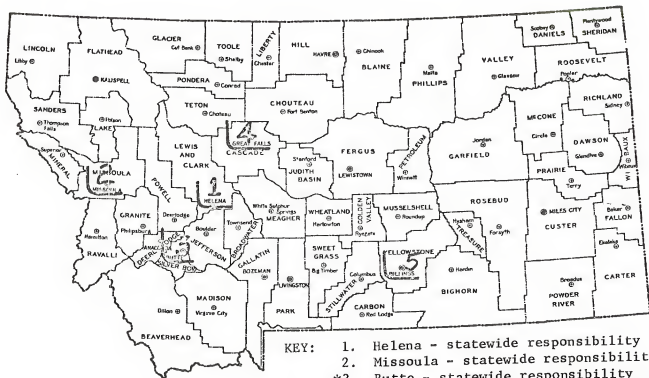 LINCOLN
Libby
FLATHEAD
KALISPELL
GLACIER
Cut Bank
TOOLE
Shelby
LIBERTY
Chester
HILL
HAVRE
Chinook
BLAINE
Malta
PHILLIPS
VALLEY
Glasgow
Scobey
DANIELS
Plentywood
SHERIDAN
ROOSEVELT
Poplar
PONDERA
Conrad
TETON
Choteau
CHOUTEAU
Fort Benton
SANDERS
Thompson
Falls
LAKE
Polson
Superior
MINERAL
MISSOULA
MISSOULA
POWELL
LEWIS
AND
CLARK
1
HELENA
4
GREAT FALLS
CASCADE
Stanford
JUDITH
BASIN
FERGUS
LEWISTOWN
PETROLEUM
Winnett
Jordan
GARFIELD
MCCONE
Circle
RICHLAND
Sidney
DAWSON
Glendive
WIBAUX
Wibaux
PRAIRIE
Terry
GRANITE
Philipsburg
Deerlodge
RAVALLI
Hamilton
BUTTE
SILVER BOW
Boulder
JEFFERSON
Townsend
BROADWATER
White Sulphur
Springs
MEAGHER
WHEATLAND
Harlowton
GOLDEN
VALLEY
Ryegate
MUSSELSHELL
Roundup
Hysham
TREASURE
ROSEBUD
Forsyth
MILES CITY
CUSTER
Baker
FALLON
Ekalaka
CARTER
GALLATIN
BOZEMAN
LIVINGSTON
PARK
SWEET
GRASS
Big Timber
Columbus
STILLWATER
YELLOWSTONE
5
BILLINGS
Hardin
BIGHORN
Broadus
POWDER
RIVER
CARBON
Red Lodge
Dillon
BEAVERHEAD
MADISON
Virginia City
KEY: 1. Helena - statewide responsibility
2. Missoula - statewide responsibilit
*3. Butte - statewide responsibility